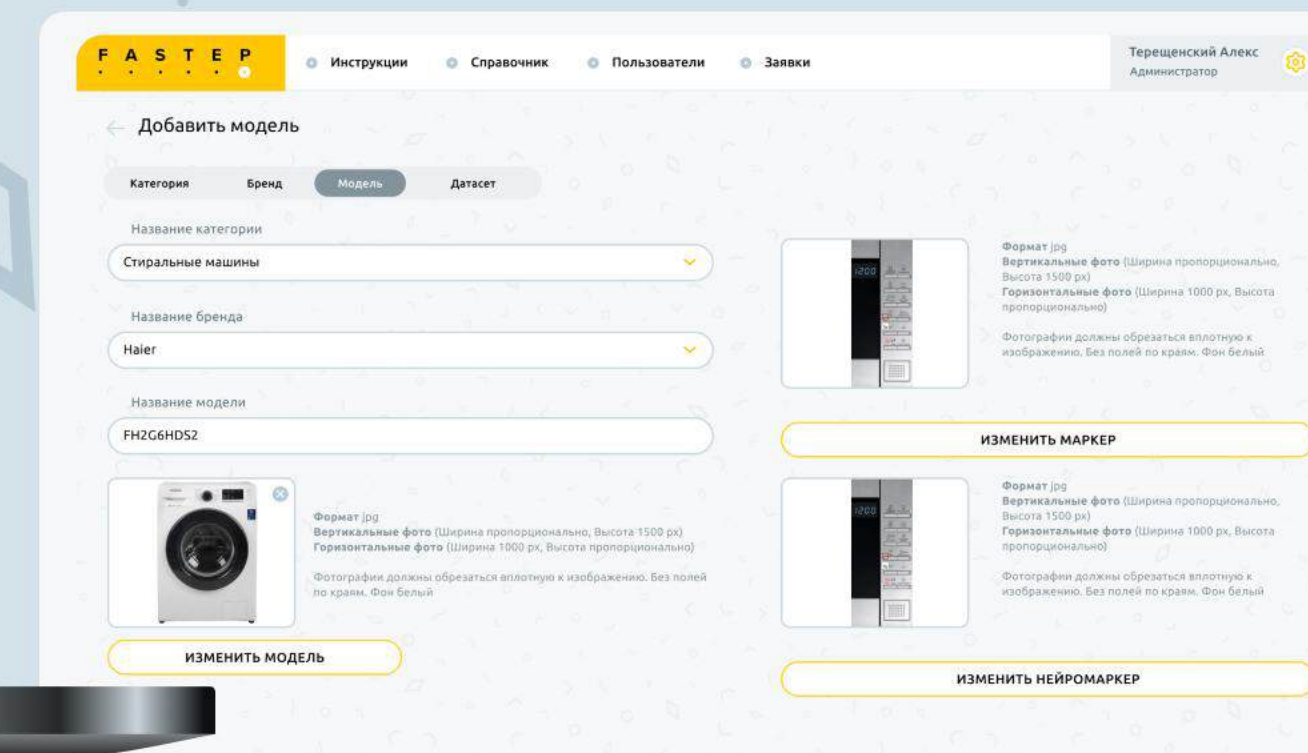 FASTEP
Инструкции
Справочник
Пользователи
Заявки
Терещенский Алекс
Администратор
Добавить модель
Категория
Бренд
Модель
Датасет
Название категории
Стиральные машины
Название бренда
Haier
Название модели
FH2G6HDS2
Формат jpg
Вертикальные фото (Ширина пропорционально, Высота 1500 px)
Горизонтальные фото (Ширина 1000 px, Высота пропорционально)
Фотографии должны обрезаться вплотную к изображению. Без полей
по краям. Фон белый
ИЗМЕНИТЬ МОДЕЛЬ
1200
Формат jpg
Вертикальные фото (Ширина пропорционально,
Высота 1500 px)
Горизонтальные фото (Ширина 1000 px, Высота
пропорционально)
Фотографии должны обрезаться вплотную к
изображению. Без полей по краям. Фон белый
ИЗМЕНИТЬ МАРКЕР
1200
Формат jpg
Вертикальные фото (Ширина пропорционально,
Высота 1500 px)
Горизонтальные фото (Ширина 1000 px, Высота
пропорционально)
Фотографии должны обрезаться вплотную к
изображению. Без полей по краям. Фон белый
ИЗМЕНИТЬ НЕЙРОМАРКЕР